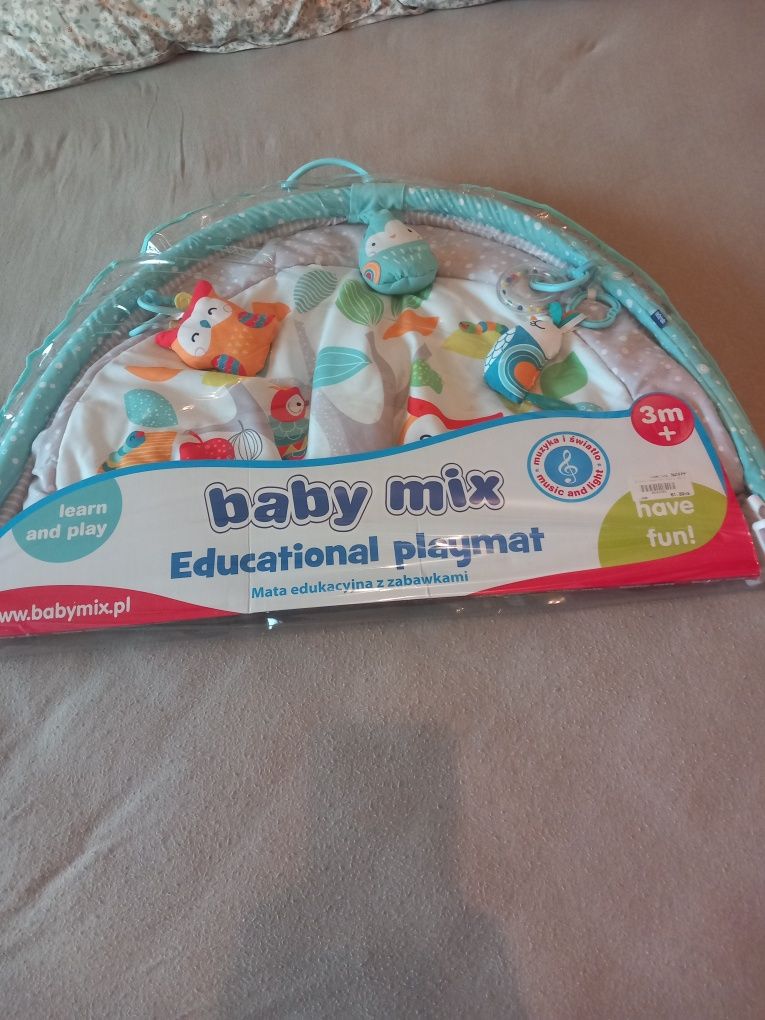 3m
+
muzyka i światło
music and light
learn
and play
baby mix
have
fun!
Educational playmat
Mata edukacyjna z zabawkami
ww.babymix.pl